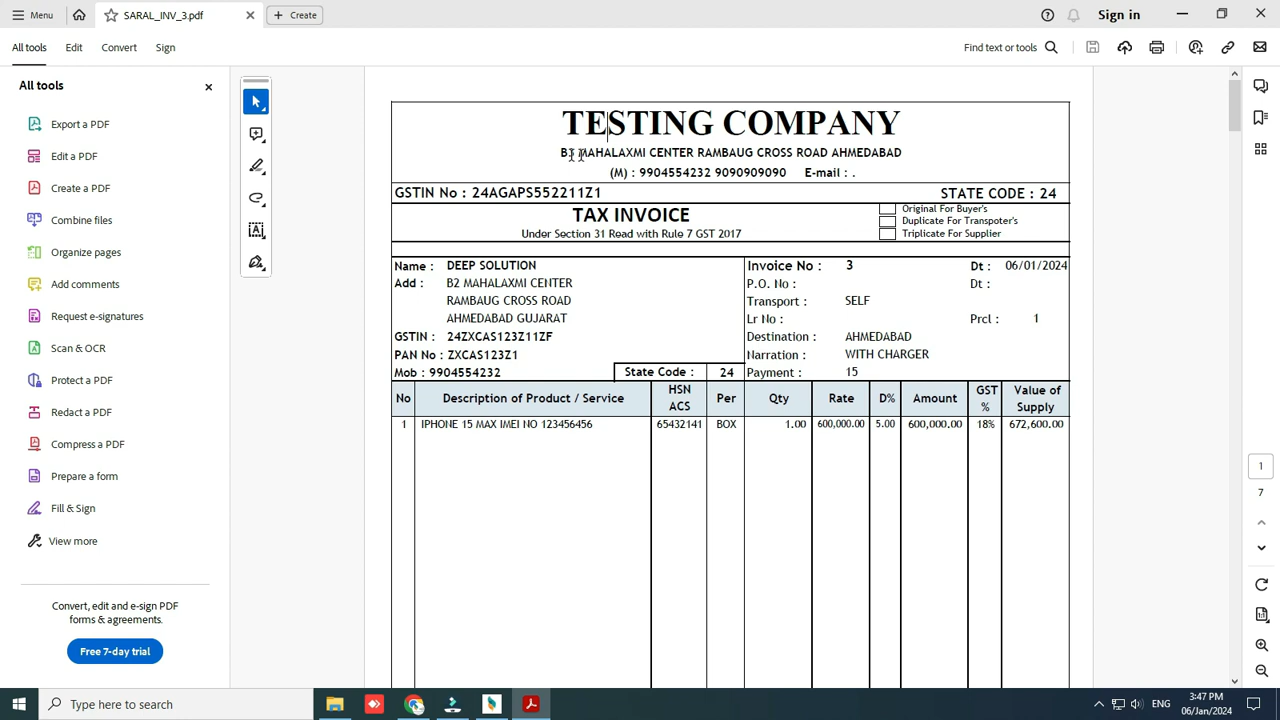 Menu
SARAL_INV_3.pdf
Create
Sign in
All tools
Edit
Convert
Sign
Find text or tools
All tools
Export a PDF
Edit a PDF
Create a PDF
Combine files
Organize pages
Add comments
Request e-signatures
Scan & OCR
Protect a PDF
Redact a PDF
Compress a PDF
Prepare a form
Fill & Sign
View more
Convert, edit and e-sign PDF
forms & agreements.
Free 7-day trial
TESTING COMPANY
MAHALAXMI CENTER RAMBAUG CROSS ROAD AHMEDABAD
(M) : 9904554232 9090909090 E-mail : .
GSTIN No : 24AGAPS552211Z1 STATE CODE : 24
TAX INVOICE
Under Section 31 Read with Rule 7 GST 2017
Original For Buyer's
Duplicate For Transpoter's
Triplicate For Supplier
Name : DEEP SOLUTION
Add : B2 MAHALAXMI CENTER
RAMBAUG CROSS ROAD
AHMEDABAD GUJARAT
GSTIN : 24ZXCAS123Z11ZF
PAN No : ZXCAS123Z1
Mob : 9904554232 State Code : 24
Invoice No : 3 Dt : 06/01/2024
P.O. No : Dt :
Transport : SELF
Lr No : Prcl : 1
Destination : AHMEDABAD
Narration : WITH CHARGER
Payment : 15
No Description of Product / Service HSN ACS Per Qty Rate D% Amount GST % Value of Supply
1 IPHONE 15 MAX IMEI NO 123456456 65432141 BOX 1.00 600,000.00 5.00 600,000.00 18% 672,600.00
1
7
Type here to search
ENG
3:47 PM
06/Jan/2024